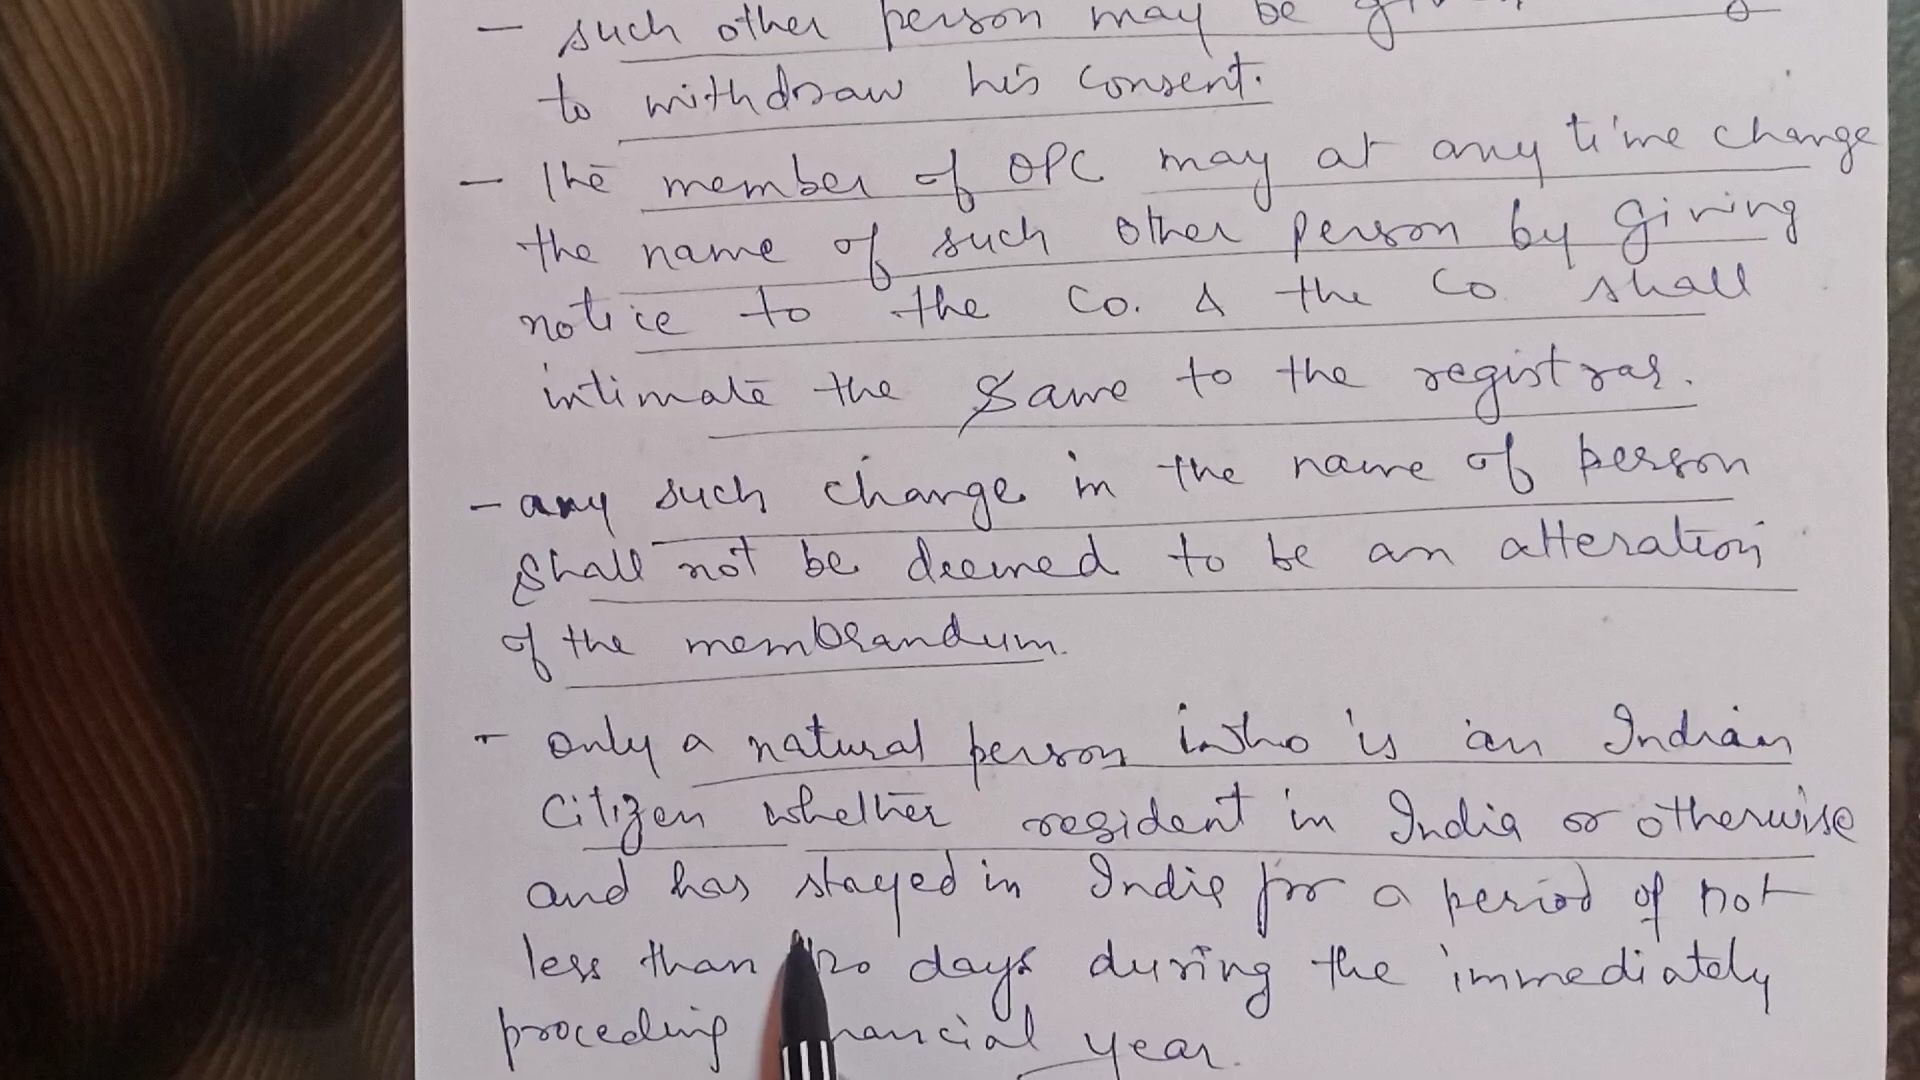 - such other person may be
to withdraw his consent.
- The member of OPC may at any time change
the name of such other person by giving
notice to the Co. & the Co shall
intimate the Same to the registrar.
- any such change in the name of person
Shall not be deemed to be an alteration
of the memorandum.
- only a natural person who is an Indian
Citizen whether resident in India or otherwise
and has stayed in India for a period of not
less than 120 days during the immediately
proceding year.